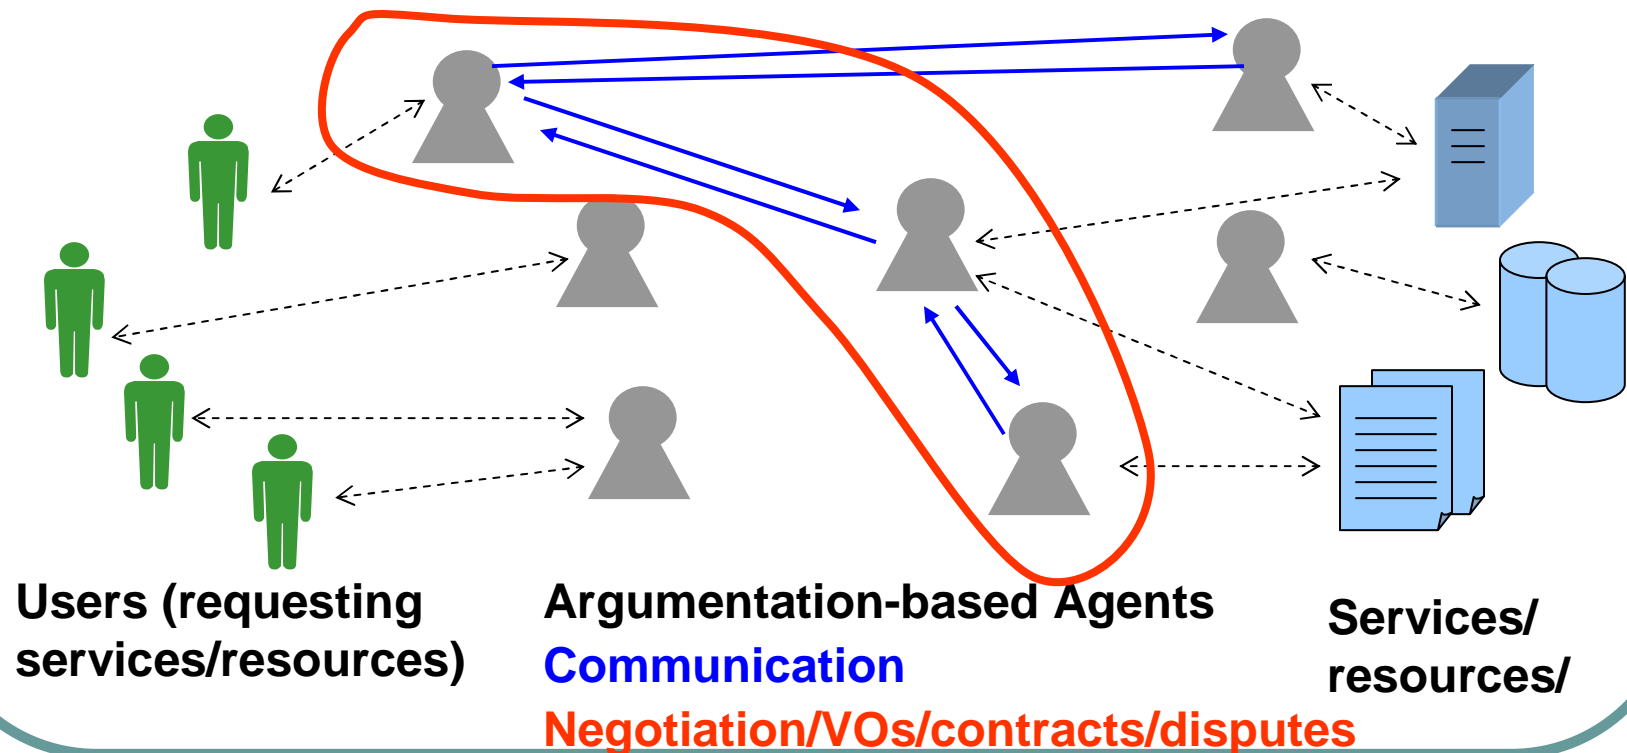 Users (requesting
services/resources)
Argumentation-based Agents
Communication
Negotiation/VOs/contracts/disputes
Services/
resources/